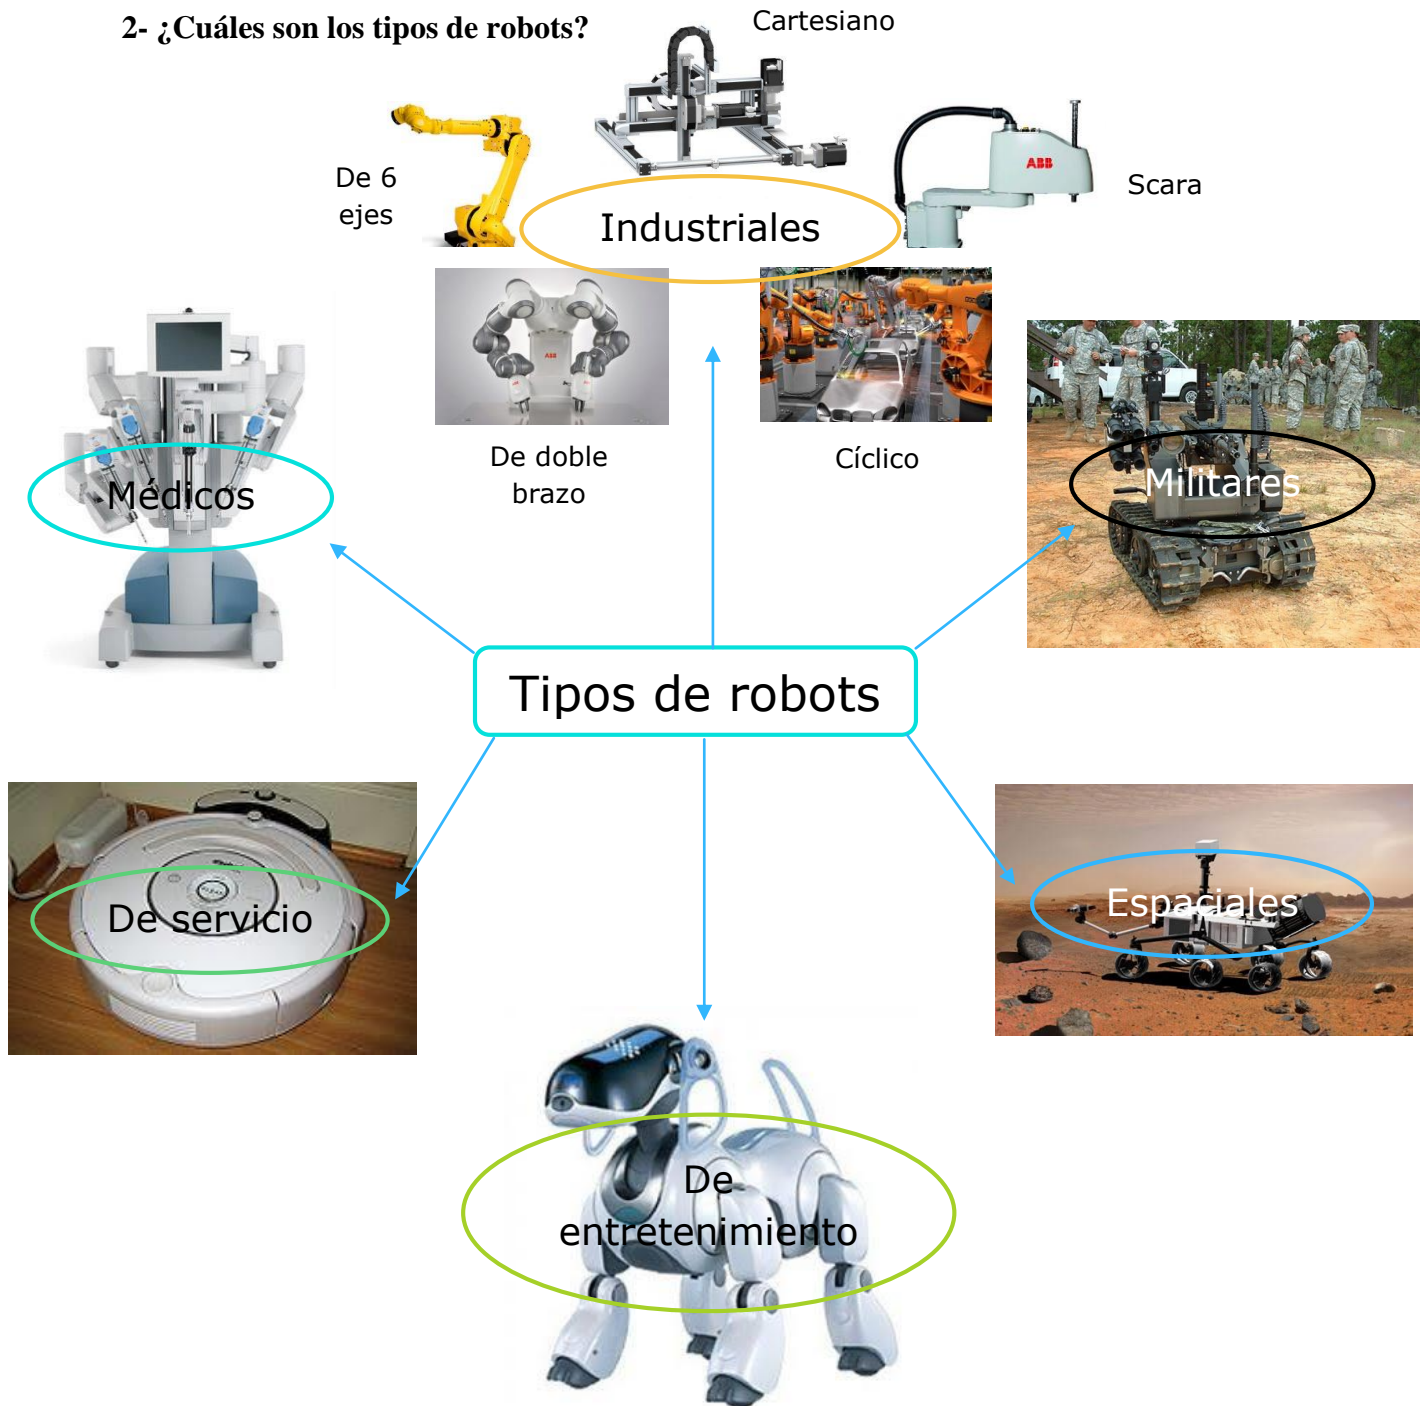 2- ¿Cuáles son los tipos de robots?
Cartesiano
De 6
ejes
ABB
Scara
Industriales
ABB
De doble
brazo
Cíclico
Médicos
Militares
Tipos de robots
De servicio
Espaciales
De
entretenimiento